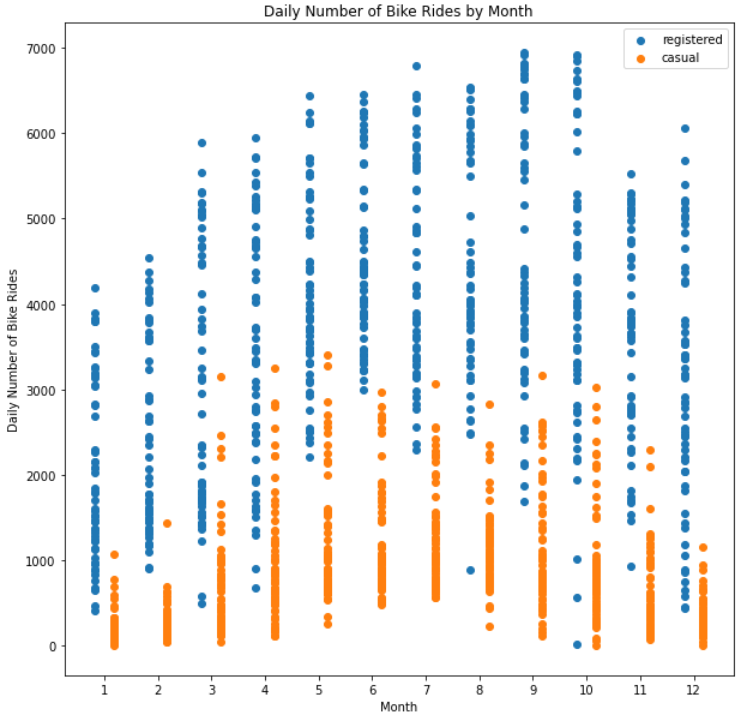 Daily Number of Bike Rides by Month
registered
casual
7000
6000
5000
4000
3000
2000
1000
0
Daily Number of Bike Rides
1 2 3 4 5 6 7 8 9 10 11 12
Month